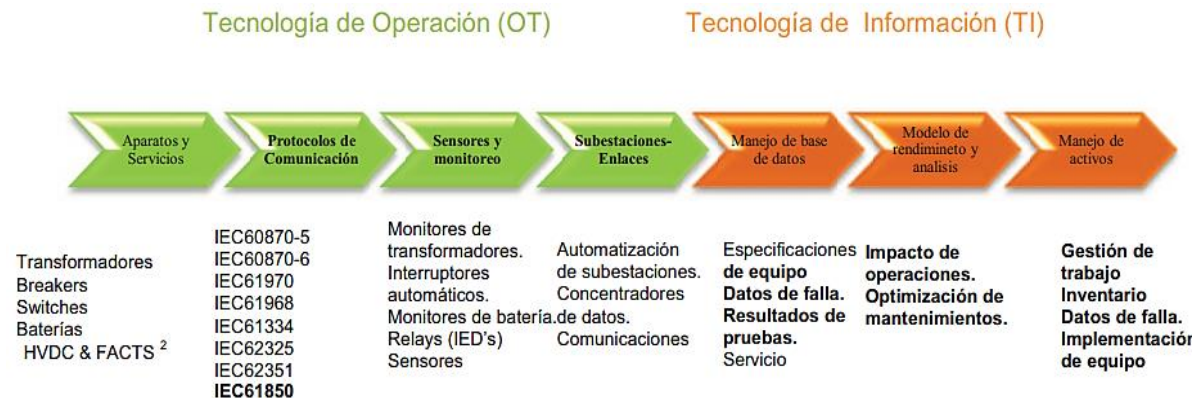 Tecnología de Operación (OT)
Tecnología de Información (TI)
Aparatos y
Servicios
Protocolos de
Comunicación
Sensores y
monitoreo
Subestaciones-
Enlaces
Manejo de base
de datos
Modelo de
rendimineto y
analisis
Manejo de
activos
Transformadores
Breakers
Switches
Baterías
HVDC & FACTS ²
IEC60870-5
IEC60870-6
IEC61970
IEC61968
IEC61334
IEC62325
IEC62351
IEC61850
Monitores de
transformadores.
Interruptores
automáticos.
Monitores de batería.
Relays (IED's)
Sensores
Automatización
de subestaciones.
Concentradores
de datos.
Comunicaciones
Especificaciones
de equipo
Datos de falla.
Resultados de
pruebas.
Servicio
Impacto de
operaciones.
Optimización de
mantenimientos.
Gestión de
trabajo
Inventario
Datos de falla.
Implementación
de equipo